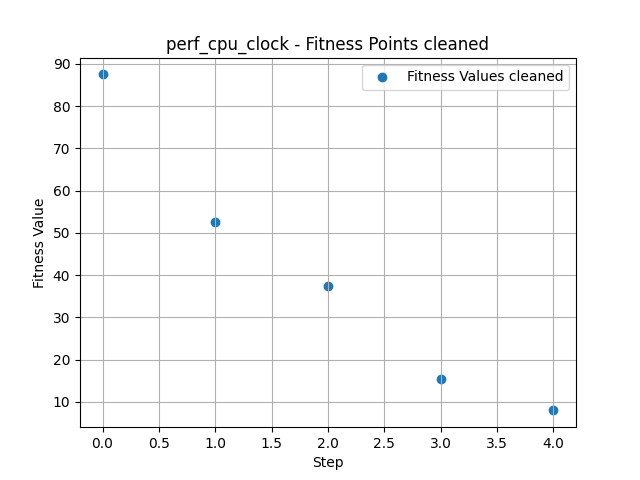 perf_cpu_clock - Fitness Points cleaned
Fitness Values cleaned
Fitness Value
90
80
70
60
50
40
30
20
10
0.0 0.5 1.0 1.5 2.0 2.5 3.0 3.5 4.0
Step